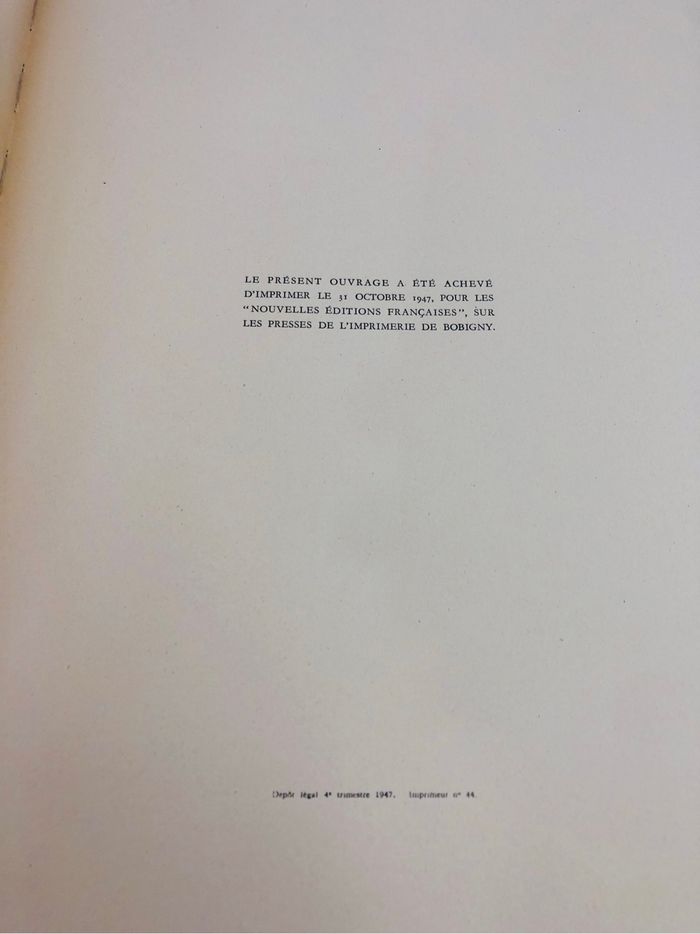 LE PRÉSENT OUVRAGE A ÉTÉ ACHEVÉ
D'IMPRIMER LE 31 OCTOBRE 1947, POUR LES
“NOUVELLES ÉDITIONS FRANÇAISES”, SUR
LES PRESSES DE L'IMPRIMERIE DE BOBIGNY.
Dépôt légal 4e trimestre 1947. Imprimeur n° 44.